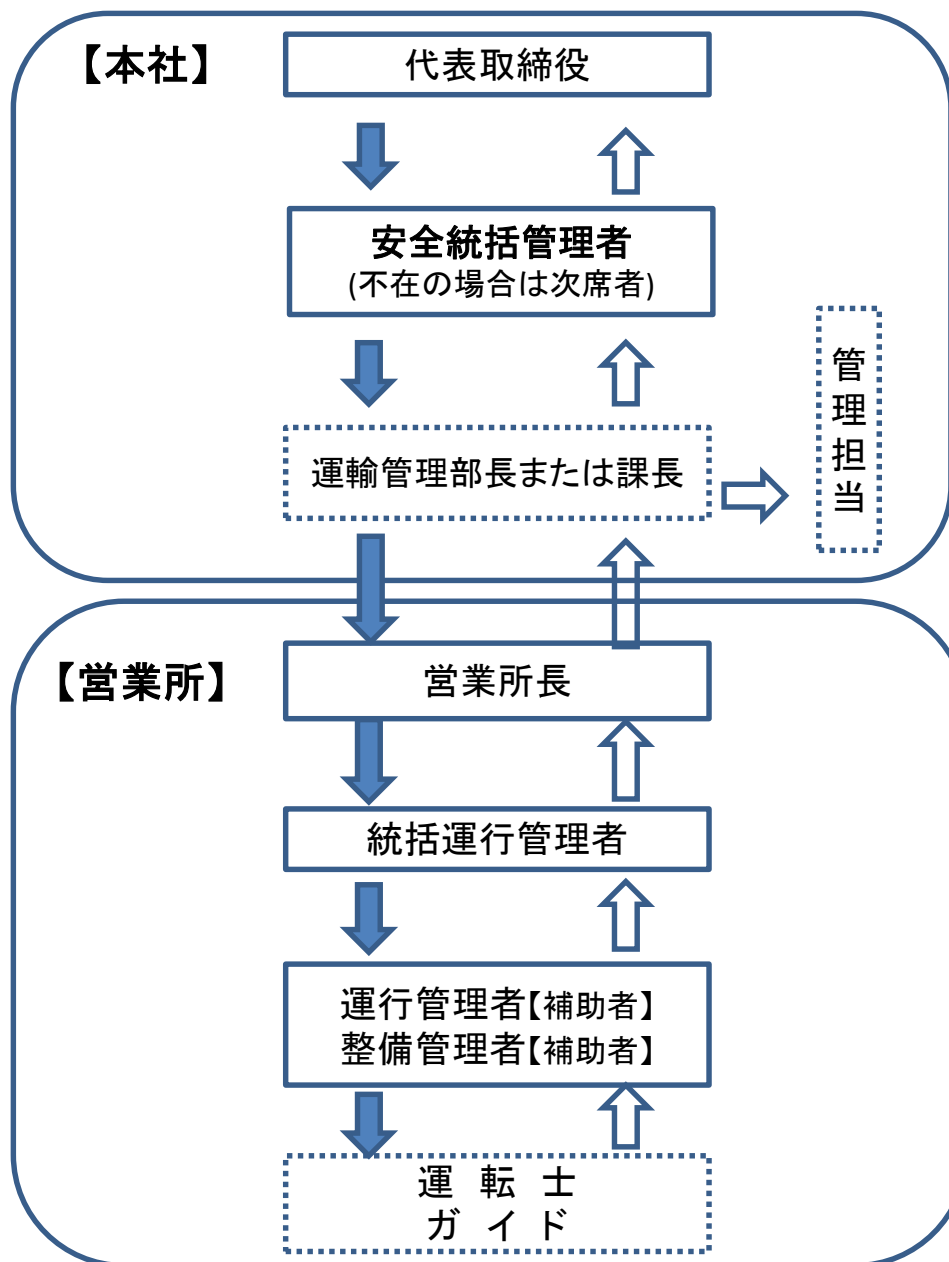 【本社】
代表取締役
安全統括管理者
(不在の場合は次席者)
運輸管理部長または課長
管理担当
【営業所】
営業所長
統括運行管理者
運行管理者【補助者】
整備管理者【補助者】
運 転 士
ガ イ ド